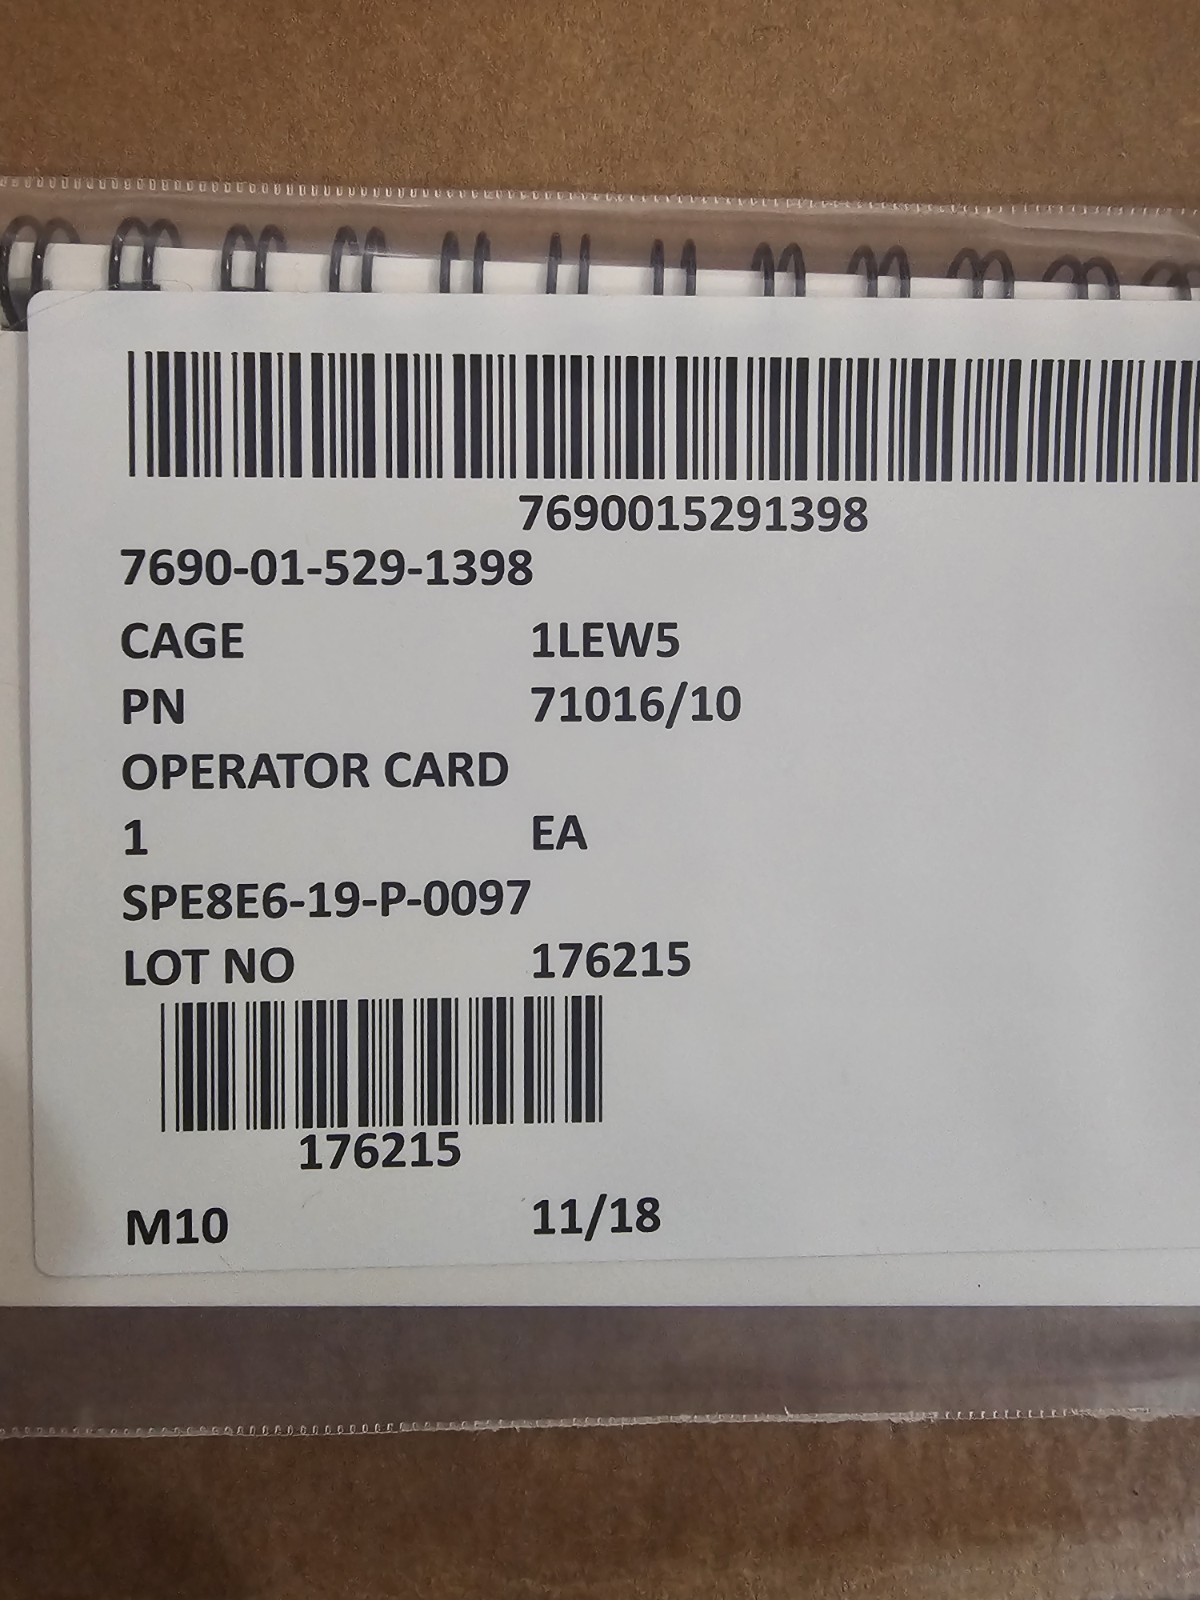 7690015291398
7690-01-529-1398
CAGE 1LEW5
PN 71016/10
OPERATOR CARD
1 EA
SPE8E6-19-P-0097
LOT NO 176215
176215
M10 11/18